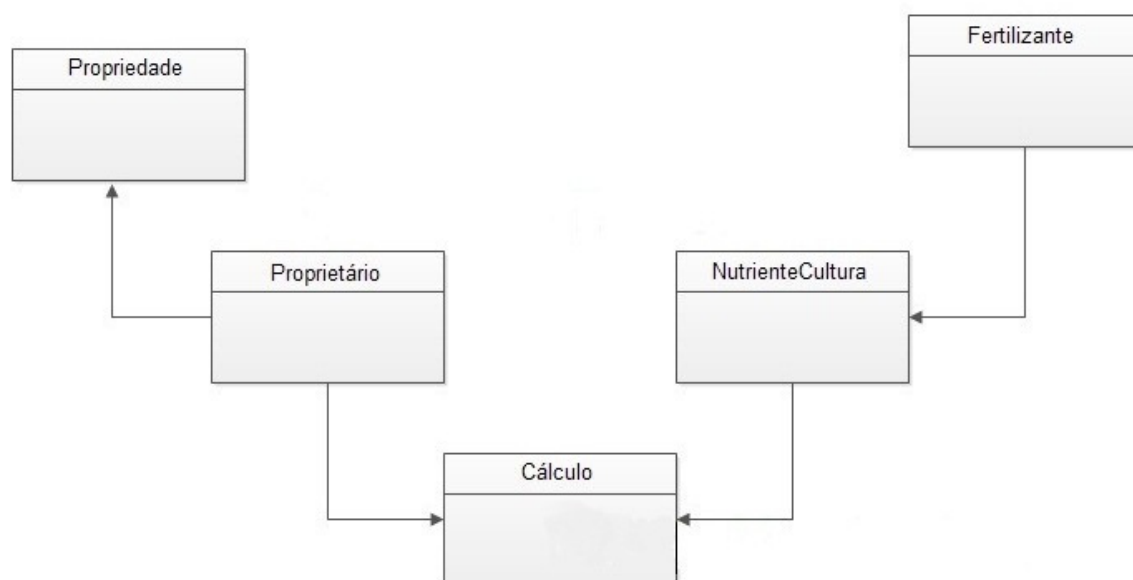 Fertilizante
Propriedade
Proprietário
NutrienteCultura
Cálculo